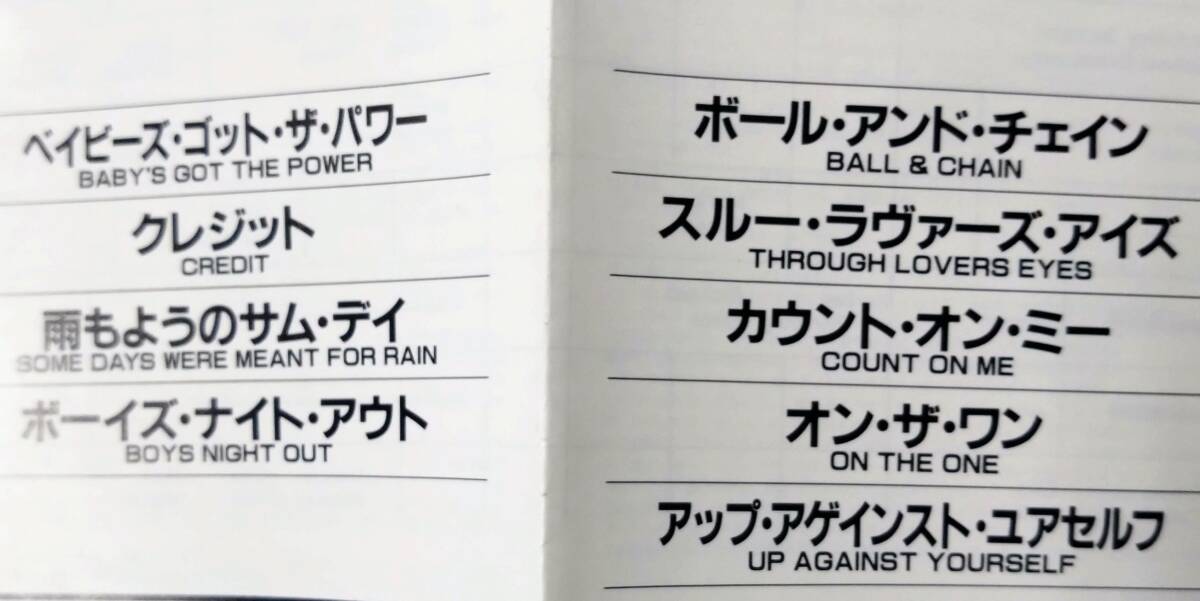 ベイビーズ・ゴット・ザ・パワー
BABY'S GOT THE POWER
クレジット
CREDIT
雨もようのサム・デイ
SOME DAYS WERE MEANT FOR RAIN
ボーイズ・ナイト・アウト
BOYS NIGHT OUT
ボール・アンド・チェイン
BALL & CHAIN
スルー・ラヴァーズ・アイズ
THROUGH LOVERS EYES
カウント・オン・ミー
COUNT ON ME
オン・ザ・ワン
ON THE ONE
アップ・アゲインスト・ユアセルフ
UP AGAINST YOURSELF